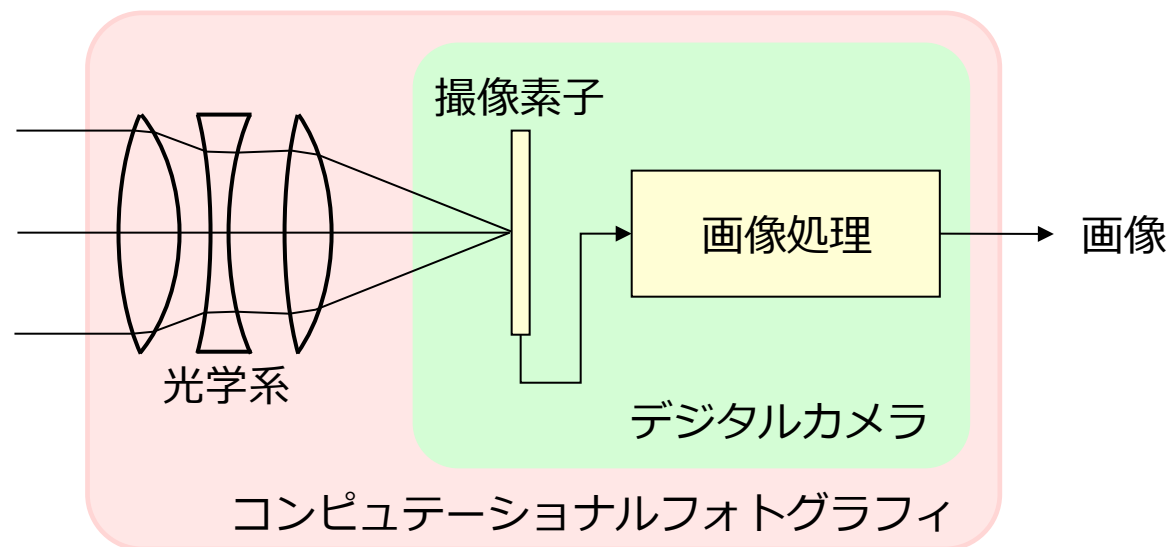 撮像素子
画像処理
画像
光学系
デジタルカメラ
コンピュテーショナルフォトグラフィ